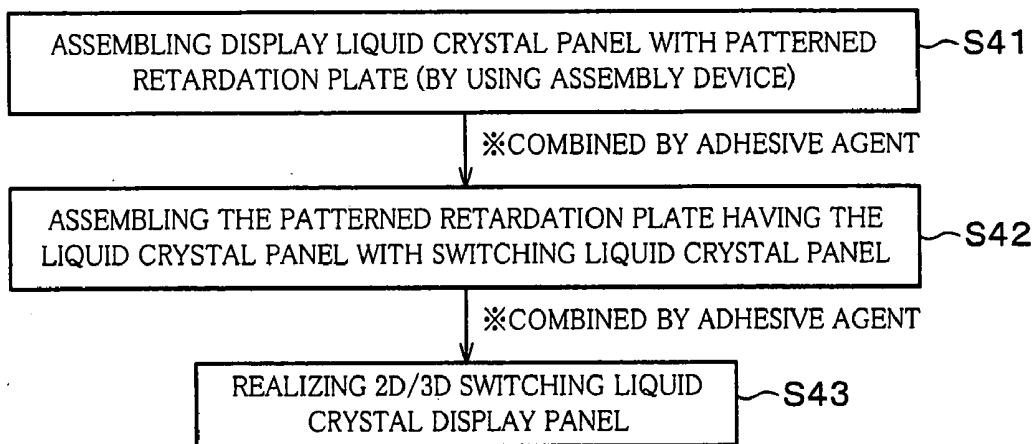 ASSEMBLING DISPLAY LIQUID CRYSTAL PANEL WITH PATTERNED
RETARDATION PLATE (BY USING ASSEMBLY DEVICE)
S41
※COMBINED BY ADHESIVE AGENT
ASSEMBLING THE PATTERNED RETARDATION PLATE HAVING THE
LIQUID CRYSTAL PANEL WITH SWITCHING LIQUID CRYSTAL PANEL
S42
※COMBINED BY ADHESIVE AGENT
REALIZING 2D/3D SWITCHING LIQUID
CRYSTAL DISPLAY PANEL
S43